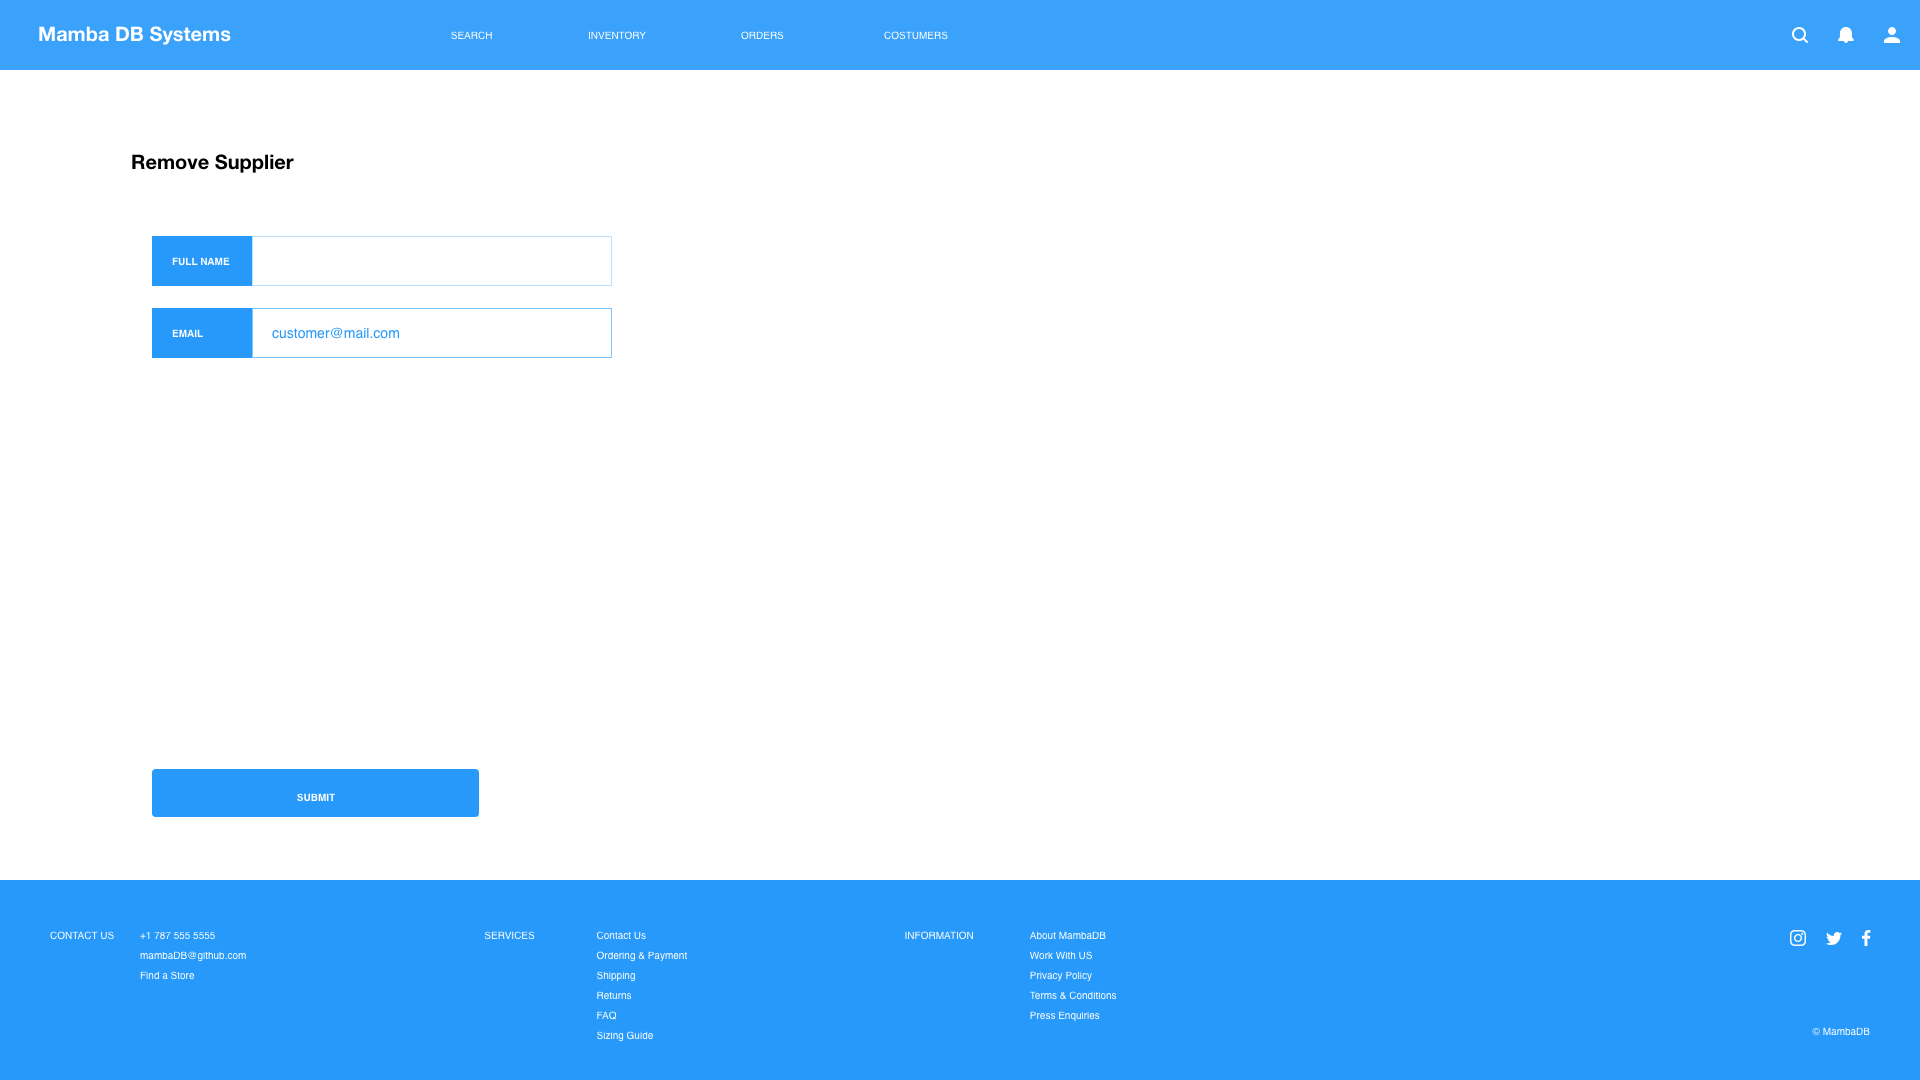 Mamba DB Systems
SEARCH
INVENTORY
ORDERS
COSTUMERS
Remove Supplier
FULL NAME
EMAIL
customer@mail.com
SUBMIT
CONTACT US
+1 787 555 5555
mambaDB@github.com
Find a Store
SERVICES
Contact Us
Ordering & Payment
Shipping
Returns
FAQ
Sizing Guide
INFORMATION
About MambaDB
Work With US
Privacy Policy
Terms & Conditions
Press Enquiries
© MambaDB